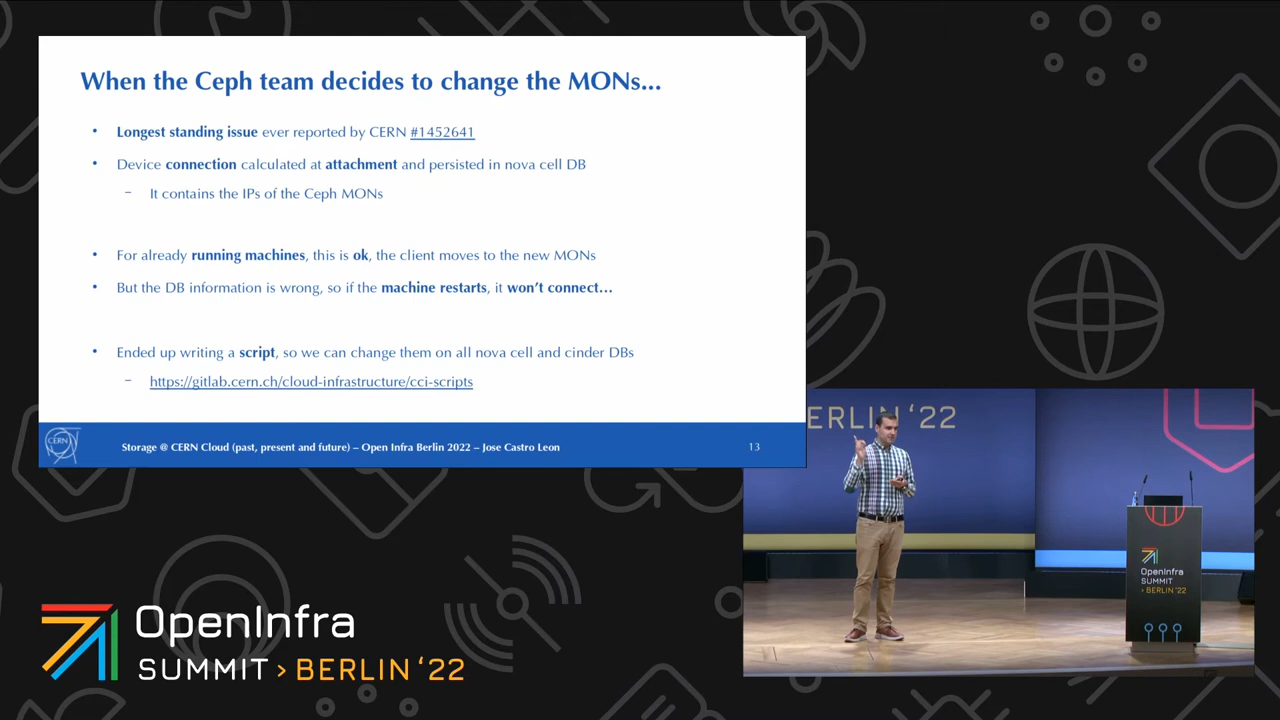 When the Ceph team decides to change the MONs...
• Longest standing issue ever reported by CERN #1452641
• Device connection calculated at attachment and persisted in nova cell DB
– It contains the IPs of the Ceph MONs
• For already running machines, this is ok, the client moves to the new MONs
• But the DB information is wrong, so if the machine restarts, it won't connect...
• Ended up writing a script, so we can change them on all nova cell and cinder DBs
– https://gitlab.cern.ch/cloud-infrastructure/cci-scripts
CERN
Storage @ CERN Cloud (past, present and future) – Open Infra Berlin 2022 – Jose Castro Leon
13
BERLIN ‘22
OpenInfra
SUMMIT
› BERLIN ‘22
OpenInfra
SUMMIT › BERLIN ‘22